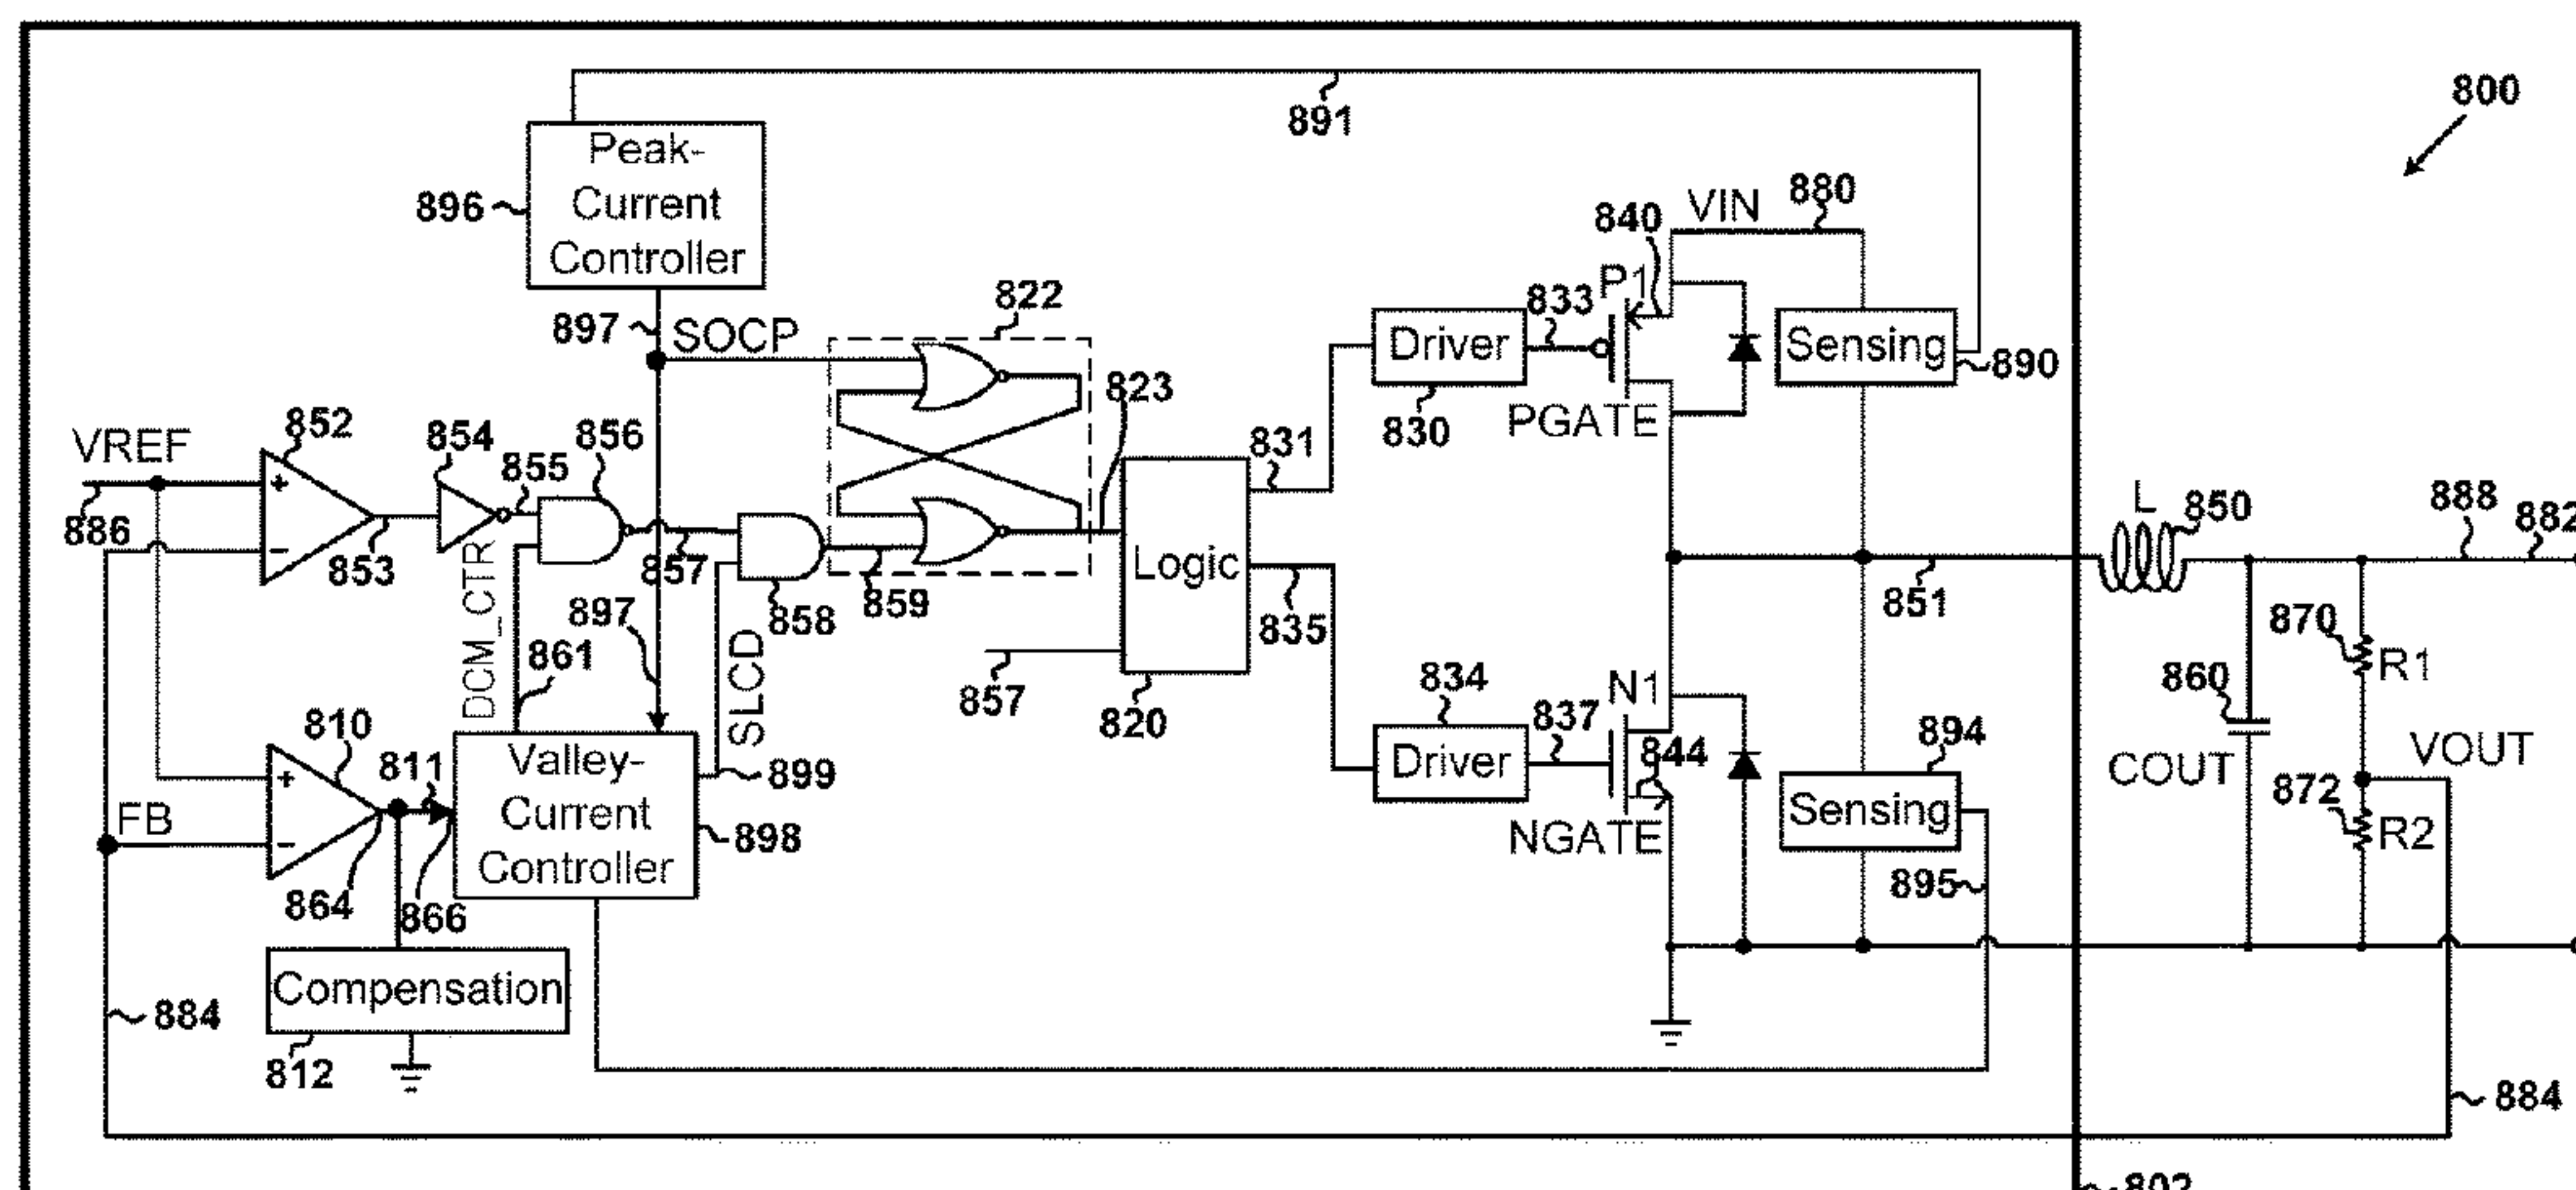 800
891
Peak-
Current
Controller
896
897
SOCP
822
823
VIN
880
840
P1
833
Driver
830
PGATE
Sensing
890
VREF
886
852
853
854
855
856
857
858
859
DCM_CTR
861
897
SLCD
899
Logic
820
857
831
835
851
L
850
888
882
870
R1
860
COUT
872
R2
VOUT
884
834
Driver
837
N1
844
NGATE
894
Sensing
895
810
811
FB
864
866
Valley-
Current
Controller
898
Compensation
812
884
802